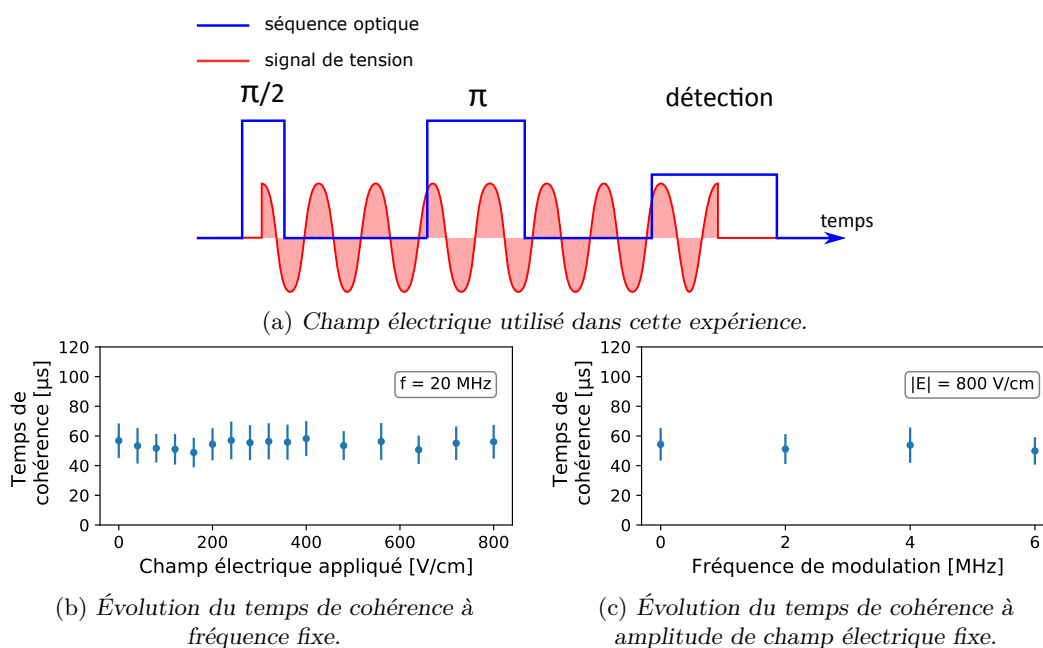 séquence optique
signal de tension
π/2
π
détection
temps
(a) Champ électrique utilisé dans cette expérience.
120
100
80
60
40
20
0
Temps de
cohérence [µs]
f = 20 MHz
0 200 400 600 800
Champ électrique appliqué [V/cm]
(b) Évolution du temps de cohérence à
fréquence fixe.
120
100
80
60
40
20
0
Temps de
cohérence [µs]
|E| = 800 V/cm
0 2 4 6
Fréquence de modulation [MHz]
(c) Évolution du temps de cohérence à
amplitude de champ électrique fixe.